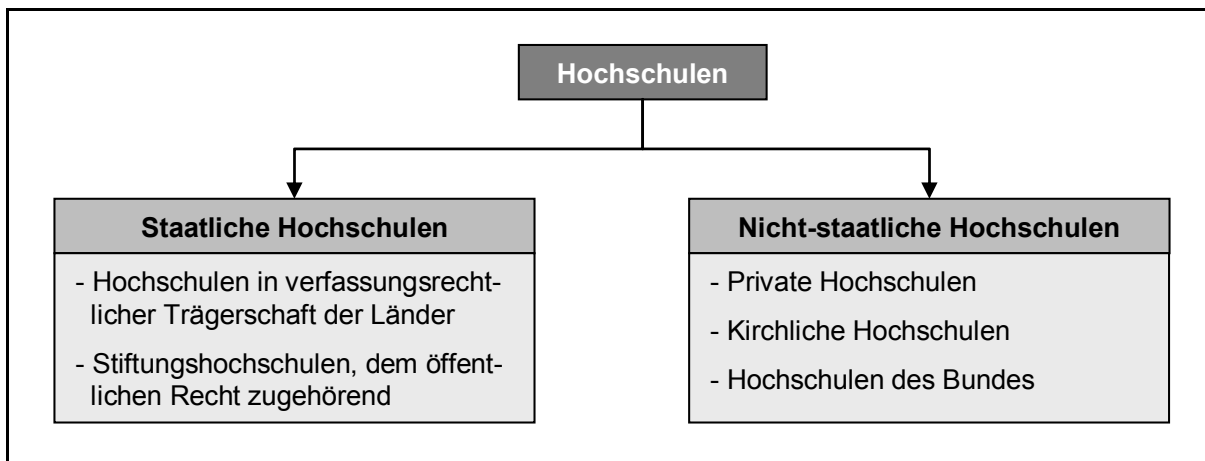 Hochschulen
Staatliche Hochschulen
- Hochschulen in verfassungsrecht-
licher Trägerschaft der Länder
- Stiftungshochschulen, dem öffent-
lichen Recht zugehörend
Nicht-staatliche Hochschulen
- Private Hochschulen
- Kirchliche Hochschulen
- Hochschulen des Bundes